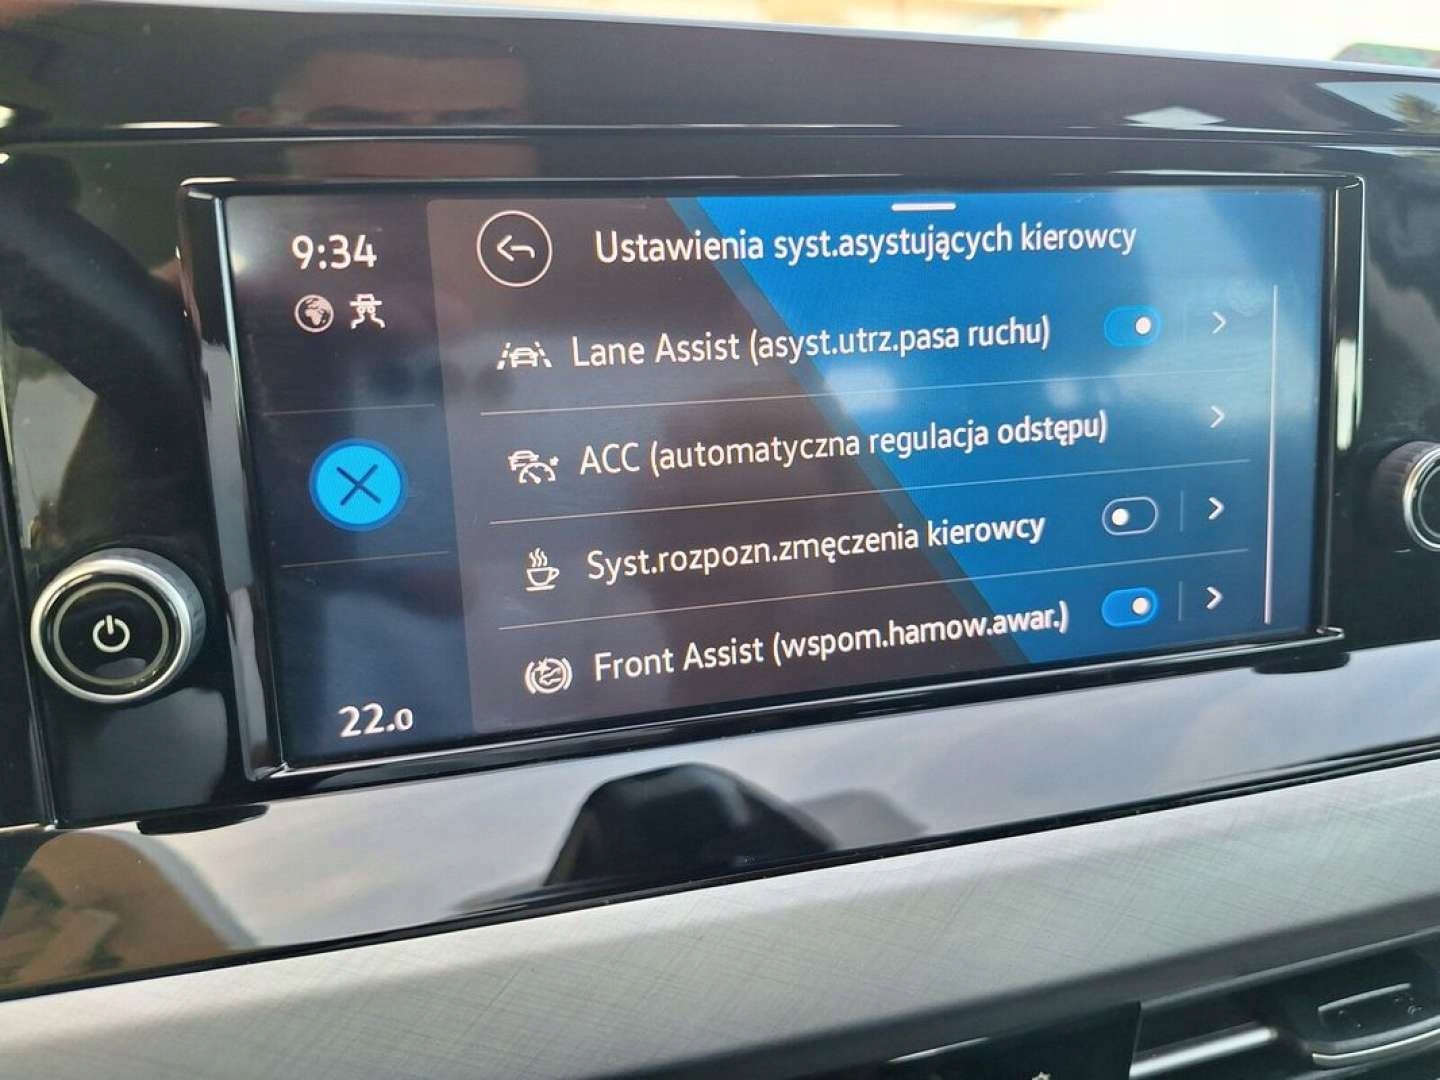 9:34
Ustawienia syst.asystujących kierowcy
Lane Assist (asyst.utrz.pasa ruchu)
ACC (automatyczna regulacja odstępu)
Syst.rozpozn.zmęczenia kierowcy
Front Assist (wspom.hamow.awar.)
22.0